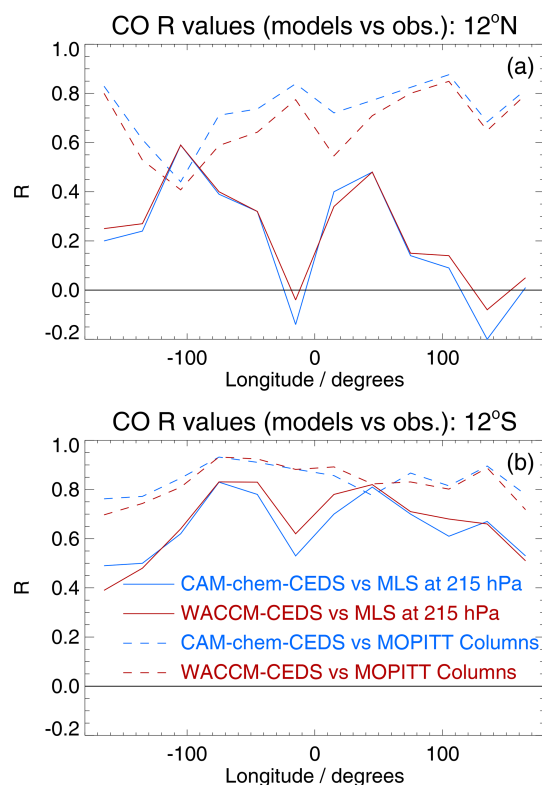 CO R values (models vs obs.): 12°N
(a)
1.0
0.8
0.6
0.4
0.2
0.0
-0.2
R
-100 0 100
Longitude / degrees
CO R values (models vs obs.): 12°S
(b)
1.0
0.8
0.6
0.4
0.2
0.0
-0.2
R
CAM-chem-CEDS vs MLS at 215 hPa
WACCM-CEDS vs MLS at 215 hPa
CAM-chem-CEDS vs MOPITT Columns
WACCM-CEDS vs MOPITT Columns
-100 0 100
Longitude / degrees